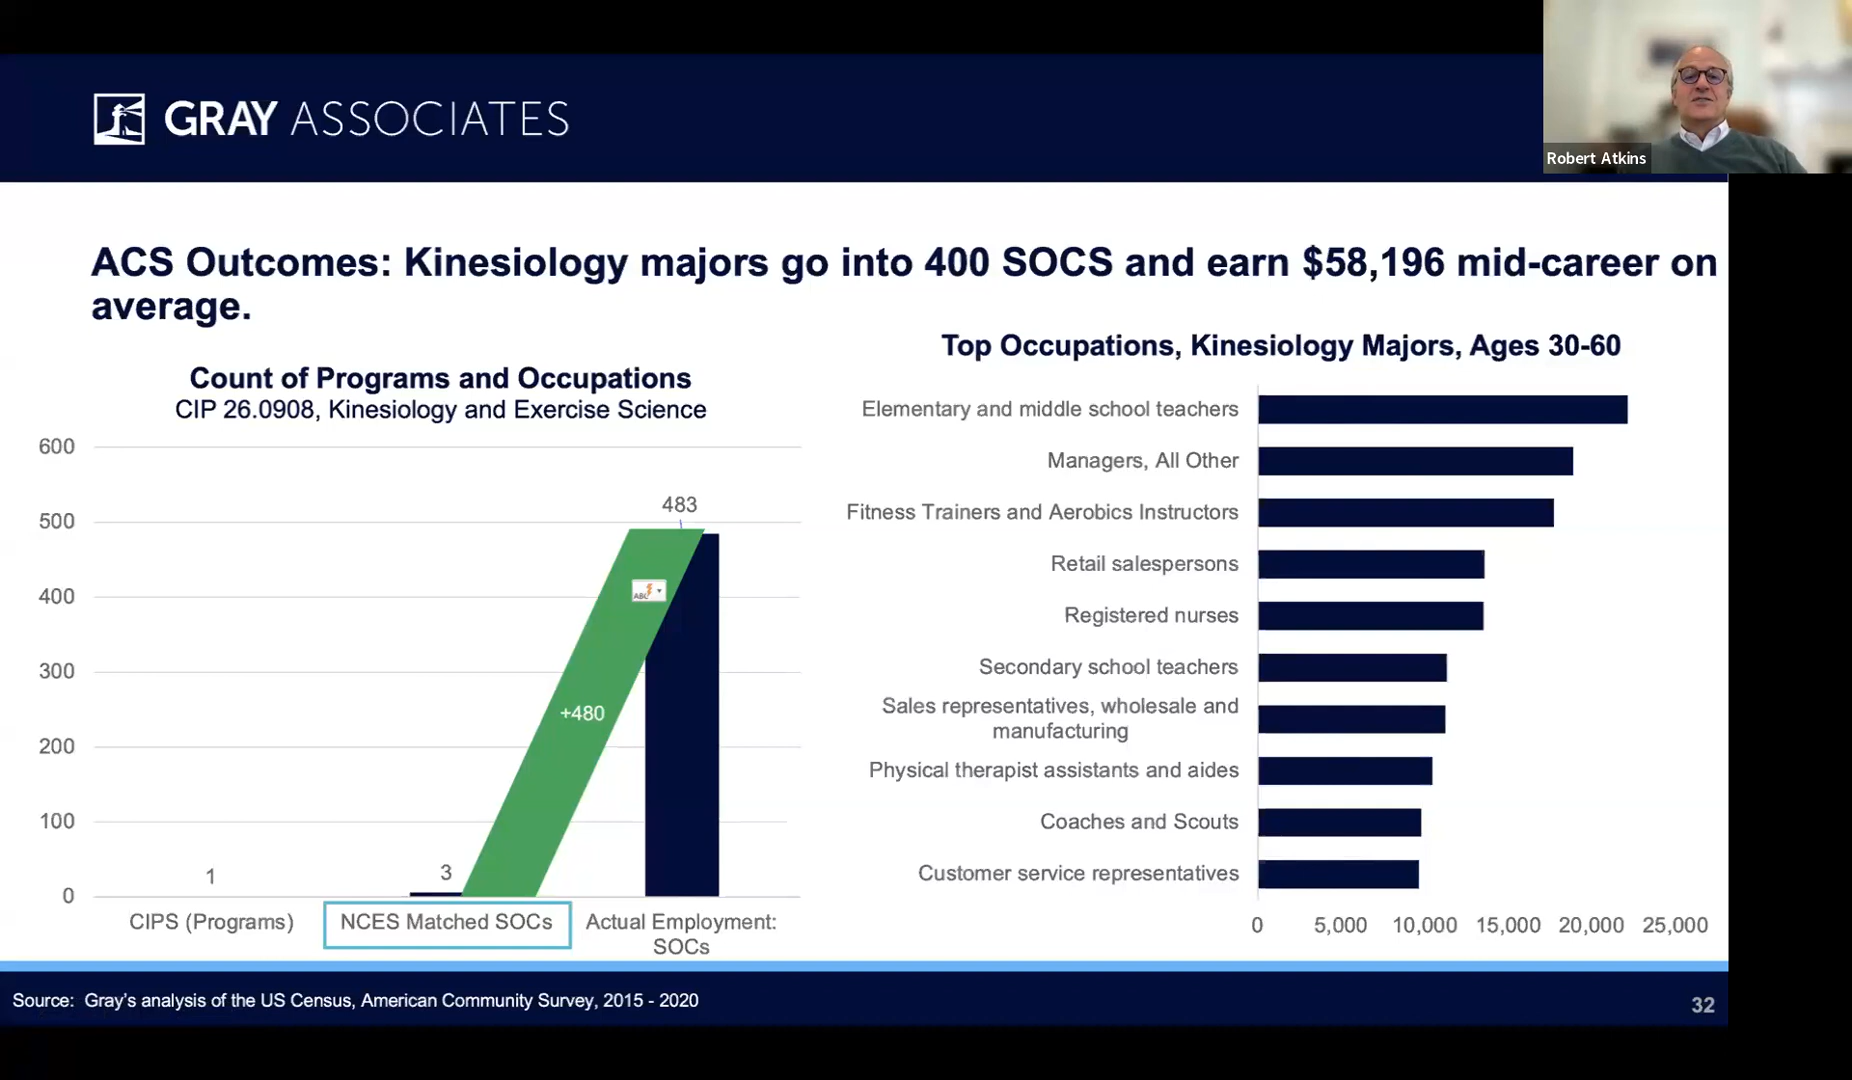 GRAY ASSOCIATES
Robert Atkins
ACS Outcomes: Kinesiology majors go into 400 SOCS and earn $58,196 mid-career on
average.
Count of Programs and Occupations
CIP 26.0908, Kinesiology and Exercise Science
600
500
400
300
200
100
0
1
3
483
+480
ABC
CIPS (Programs)
NCES Matched SOCs
Actual Employment:
SOCs
Top Occupations, Kinesiology Majors, Ages 30-60
Elementary and middle school teachers
Managers, All Other
Fitness Trainers and Aerobics Instructors
Retail salespersons
Registered nurses
Secondary school teachers
Sales representatives, wholesale and
manufacturing
Physical therapist assistants and aides
Coaches and Scouts
Customer service representatives
0 5,000 10,000 15,000 20,000 25,000
Source: Gray's analysis of the US Census, American Community Survey, 2015 - 2020
32